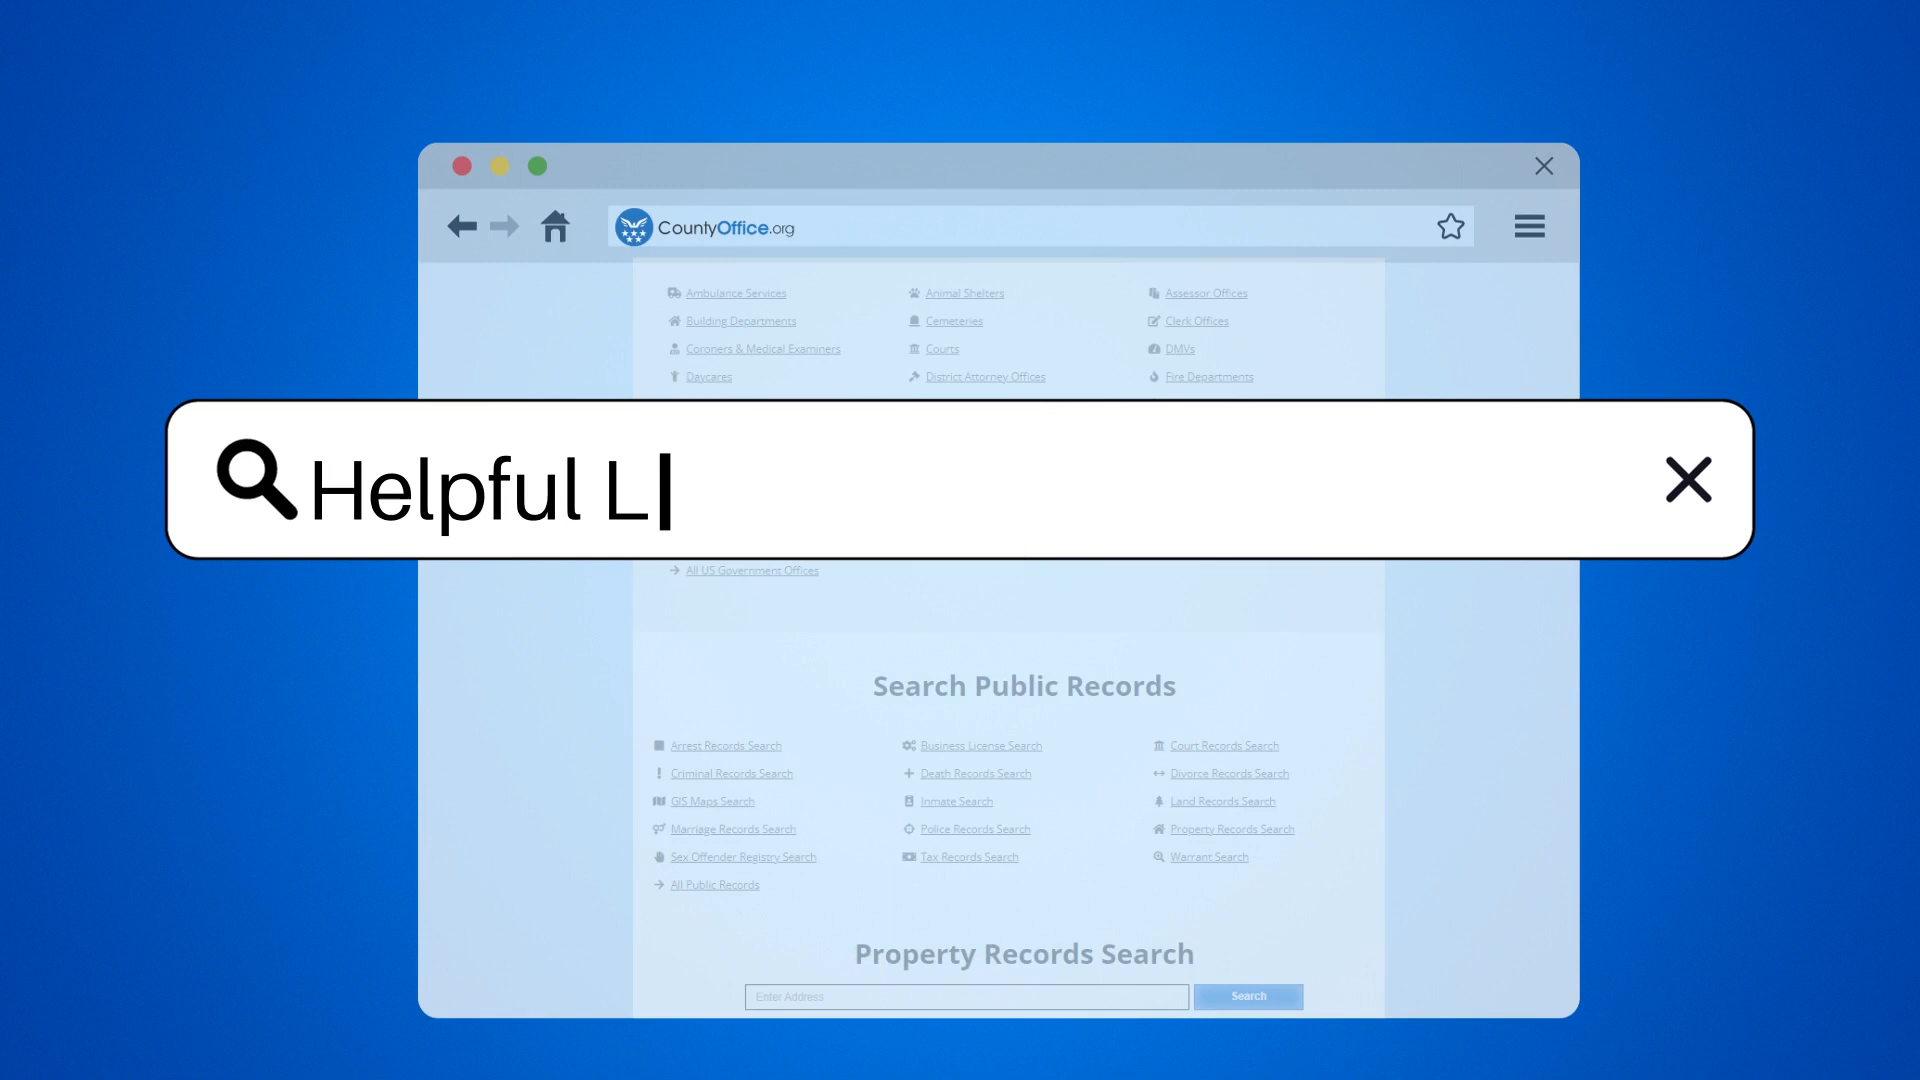 CountyOffice.org
Ambulance Services Animal Shelters Assessor Offices
Building Departments Cemeteries Clerk Offices
Coroners & Medical Examiners Courts DMVs
Daycares District Attorney Offices Fire Departments
Helpful L
All US Government Offices
Search Public Records
Arrest Records Search Business License Search Court Records Search
Criminal Records Search Death Records Search Divorce Records Search
GIS Maps Search Inmate Search Land Records Search
Marriage Records Search Police Records Search Property Records Search
Sex Offender Registry Search Tax Records Search Warrant Search
All Public Records
Property Records Search
Enter Address Search